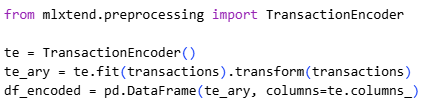 from mlxtend.preprocessing import TransactionEncoder
te = TransactionEncoder()
te_ary = te.fit(transactions).transform(transactions)
df_encoded = pd.DataFrame(te_ary, columns=te.columns_)